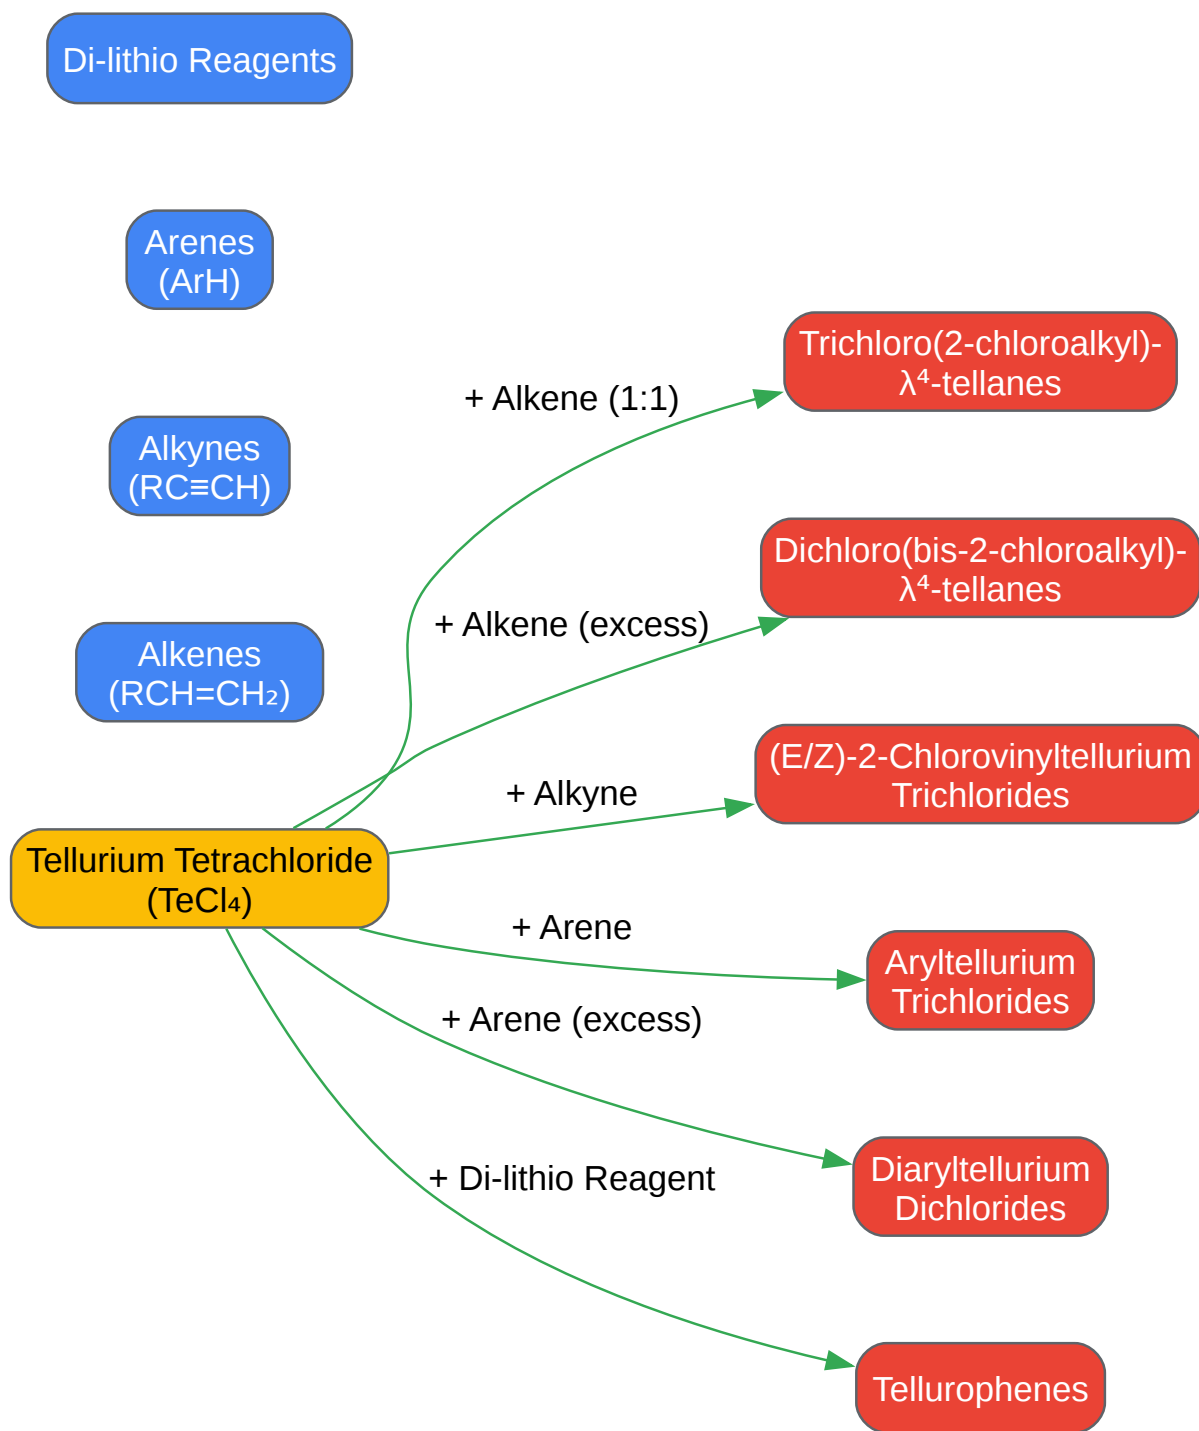 Di-lithio Reagents
Arenes
(ArH)
Alkynes
(RC≡CH)
Alkenes
(RCH=CH₂)
Tellurium Tetrachloride
(TeCl₄)
+ Alkene (1:1)
+ Alkene (excess)
+ Alkyne
+ Arene
+ Arene (excess)
+ Di-lithio Reagent
Trichloro(2-chloroalkyl)-
λ⁴-tellanes
Dichloro(bis-2-chloroalkyl)-
λ⁴-tellanes
(E/Z)-2-Chlorovinyltellurium
Trichlorides
Aryltellurium
Trichlorides
Diaryltellurium
Dichlorides
Tellurophenes